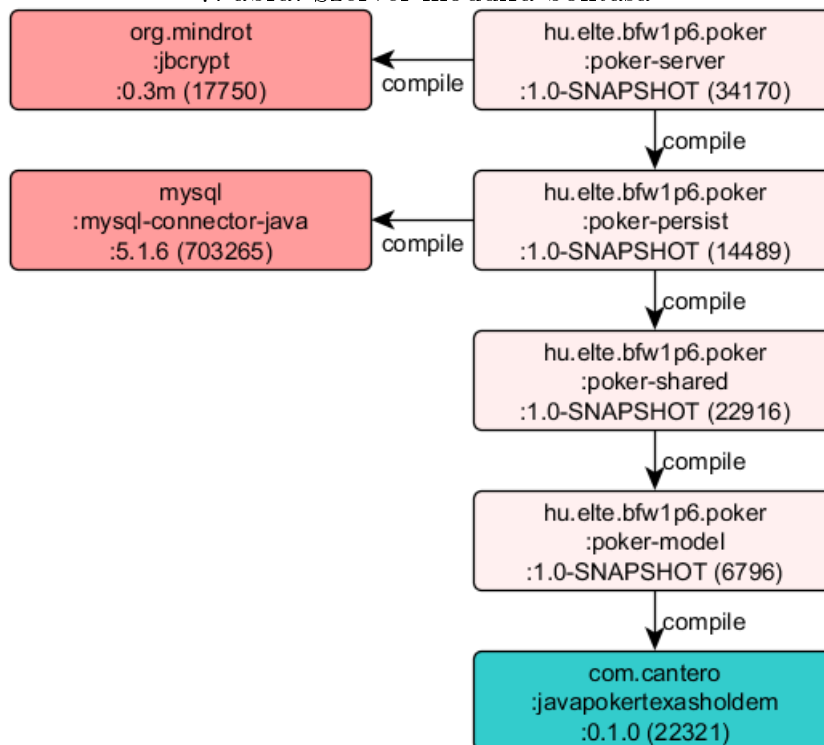 org.mindrot
:jbcrypt
:0.3m (17750)
compile
hu.elte.bfw1p6.poker
:poker-server
:1.0-SNAPSHOT (34170)
compile
mysql
:mysql-connector-java
:5.1.6 (703265)
compile
hu.elte.bfw1p6.poker
:poker-persist
:1.0-SNAPSHOT (14489)
compile
hu.elte.bfw1p6.poker
:poker-shared
:1.0-SNAPSHOT (22916)
compile
hu.elte.bfw1p6.poker
:poker-model
:1.0-SNAPSHOT (6796)
compile
com.cantero
:javapokertexasholdem
:0.1.0 (22321)